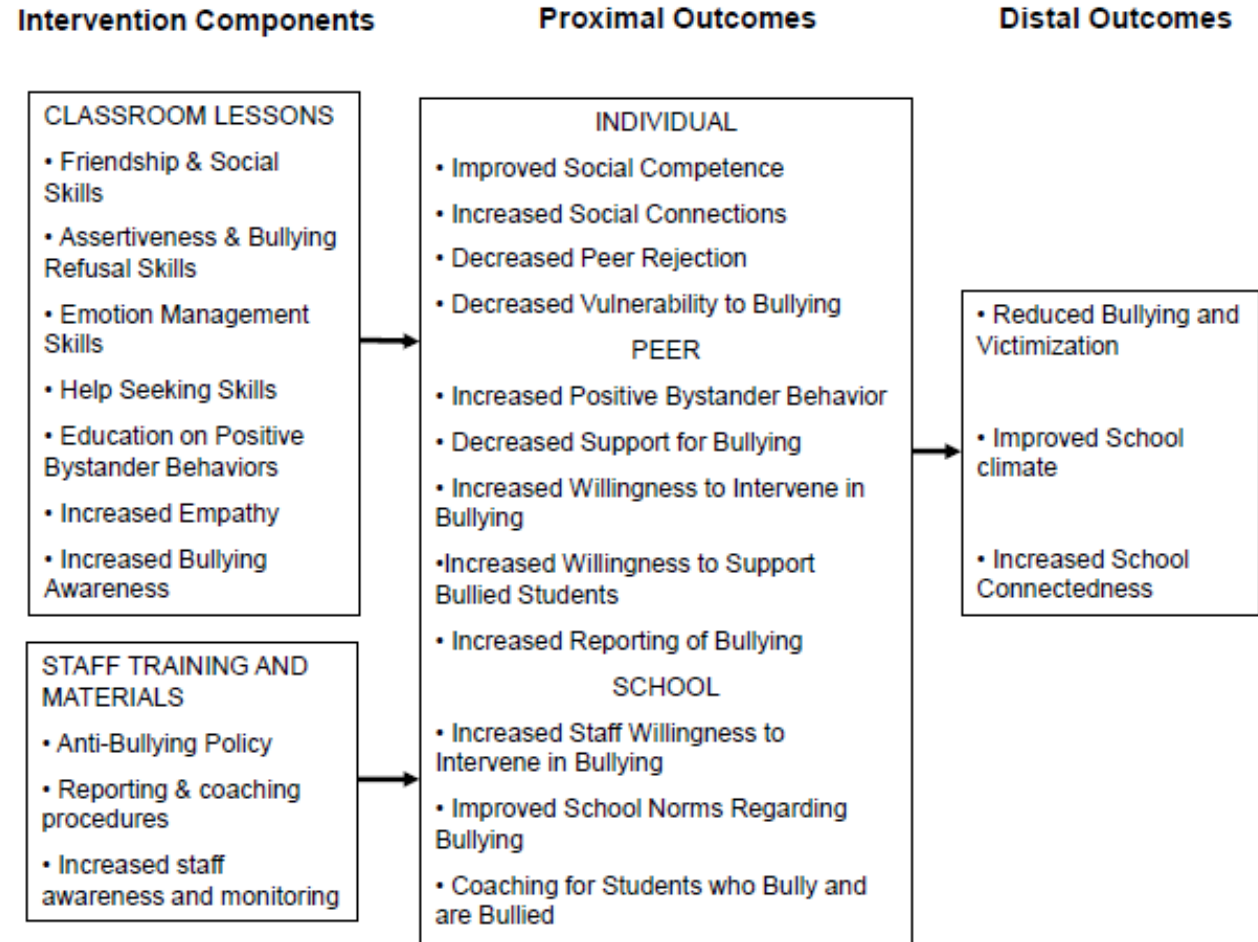 Intervention Components
Proximal Outcomes
Distal Outcomes
CLASSROOM LESSONS
• Friendship & Social
Skills
• Assertiveness & Bullying
Refusal Skills
• Emotion Management
Skills
• Help Seeking Skills
• Education on Positive
Bystander Behaviors
• Increased Empathy
• Increased Bullying
Awareness
STAFF TRAINING AND
MATERIALS
• Anti-Bullying Policy
• Reporting & coaching
procedures
• Increased staff
awareness and monitoring
INDIVIDUAL
• Improved Social Competence
• Increased Social Connections
• Decreased Peer Rejection
• Decreased Vulnerability to Bullying
PEER
• Increased Positive Bystander Behavior
• Decreased Support for Bullying
• Increased Willingness to Intervene in
Bullying
•Increased Willingness to Support
Bullied Students
• Increased Reporting of Bullying
SCHOOL
• Increased Staff Willingness to
Intervene in Bullying
• Improved School Norms Regarding
Bullying
• Coaching for Students who Bully and
are Bullied
• Reduced Bullying and
Victimization
• Improved School
climate
• Increased School
Connectedness